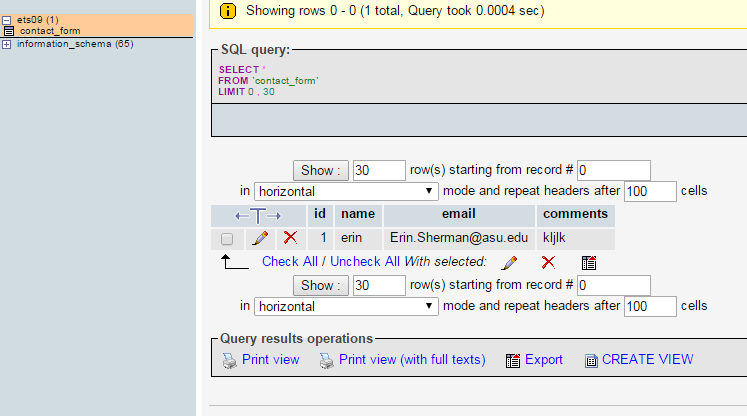 ets09 (1)
contact_form
information_schema (65)
Showing rows 0 - 0 (1 total, Query took 0.0004 sec)
SQL query:
SELECT *
FROM `contact_form`
LIMIT 0 , 30
Show : 30 row(s) starting from record # 0
in horizontal mode and repeat headers after 100 cells
←T→ id name email comments
1 erin Erin.Sherman@asu.edu kljlk
Check All / Uncheck All With selected:
Show : 30 row(s) starting from record # 0
in horizontal mode and repeat headers after 100 cells
Query results operations
Print view Print view (with full texts) Export CREATE VIEW